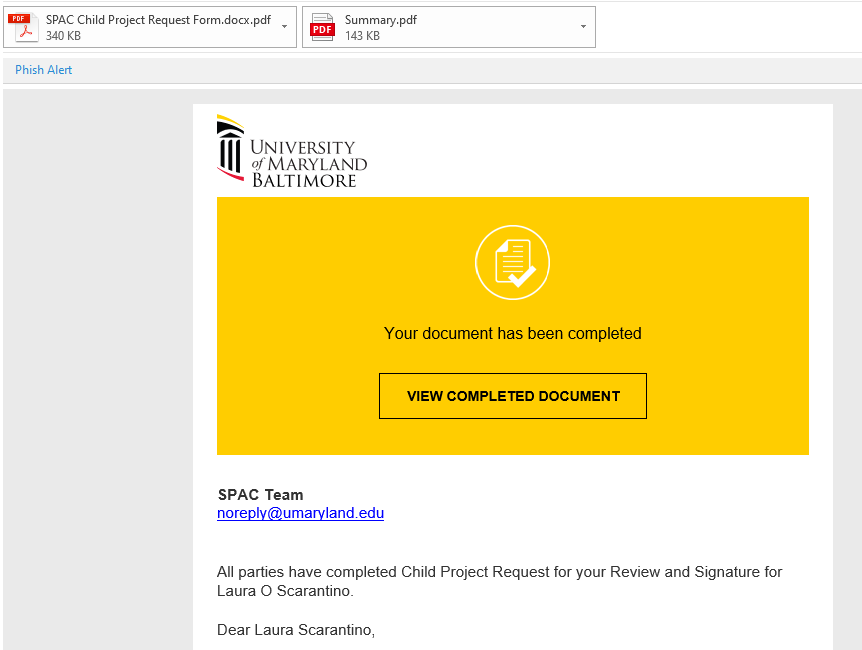 SPAC Child Project Request Form.docx.pdf
340 KB
Summary.pdf
143 KB
PDF
PDF
Phish Alert
UNIVERSITY
of MARYLAND
BALTIMORE
Your document has been completed
VIEW COMPLETED DOCUMENT
SPAC Team
noreply@umaryland.edu
All parties have completed Child Project Request for your Review and Signature for
Laura O Scarantino.
Dear Laura Scarantino,